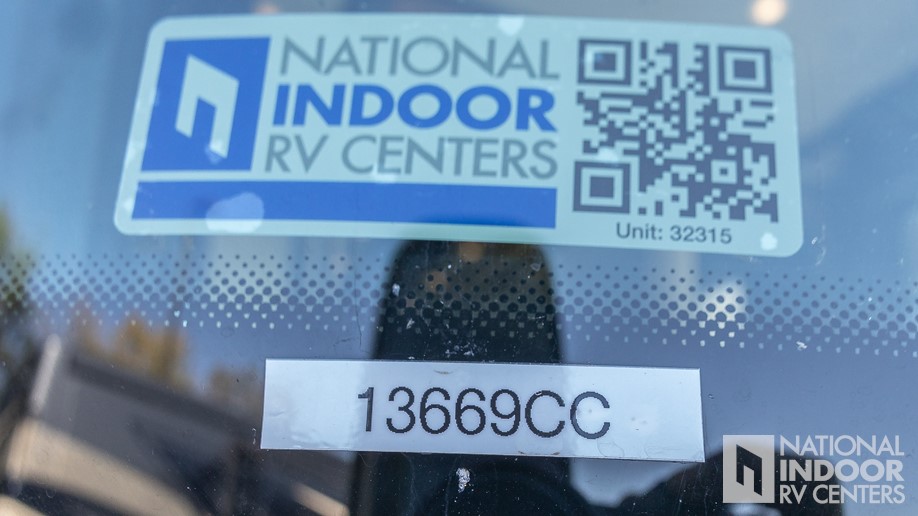 NATIONAL
INDOOR
RV CENTERS
Unit: 32315
13669CC
NATIONAL
INDOOR
RV CENTERS